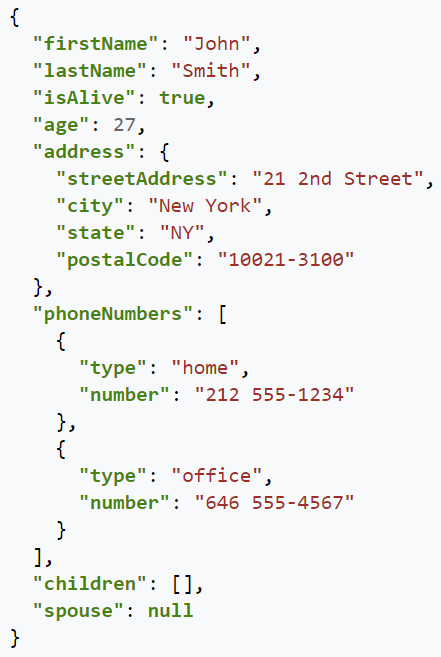 {
  "firstName": "John",
  "lastName": "Smith",
  "isAlive": true,
  "age": 27,
  "address": {
    "streetAddress": "21 2nd Street",
    "city": "New York",
    "state": "NY",
    "postalCode": "10021-3100"
  },
  "phoneNumbers": [
    {
      "type": "home",
      "number": "212 555-1234"
    },
    {
      "type": "office",
      "number": "646 555-4567"
    }
  ],
  "children": [],
  "spouse": null
}